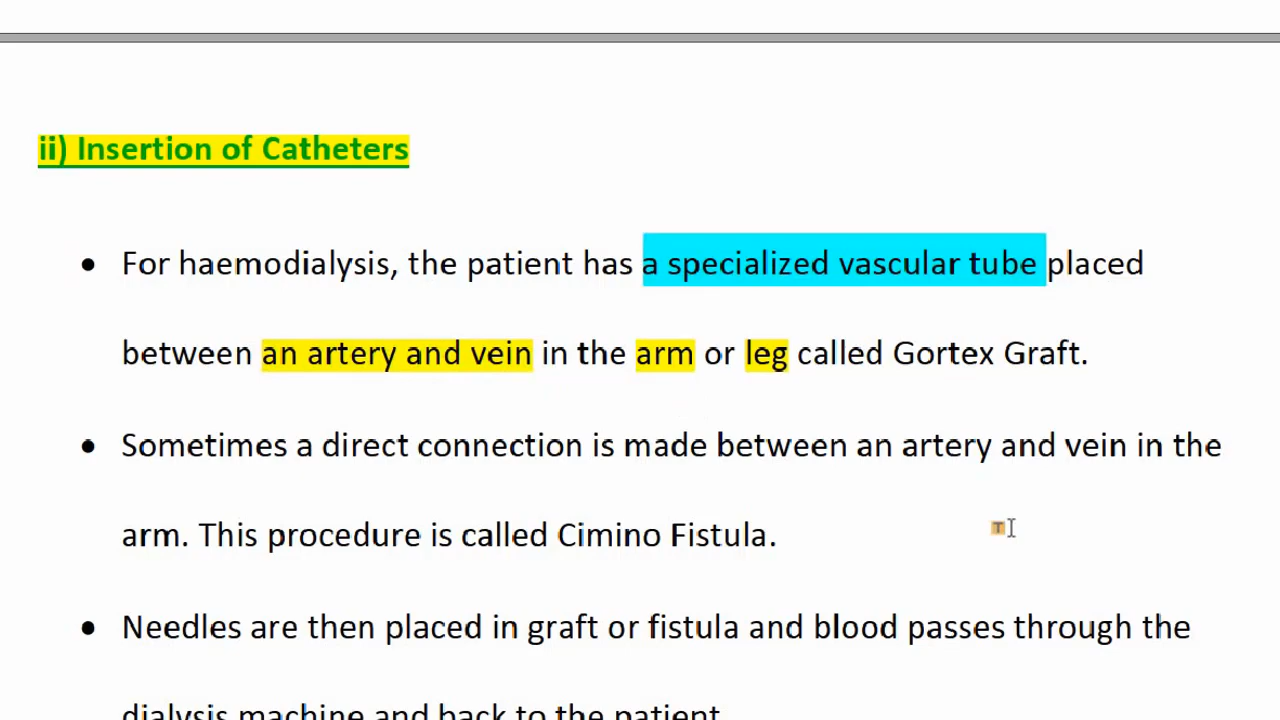 ii) Insertion of Catheters
• For haemodialysis, the patient has a specialized vascular tube placed
between an artery and vein in the arm or leg called Gortex Graft.
• Sometimes a direct connection is made between an artery and vein in the
arm. This procedure is called Cimino Fistula.
• Needles are then placed in graft or fistula and blood passes through the
dialysis machine and back to the patient.